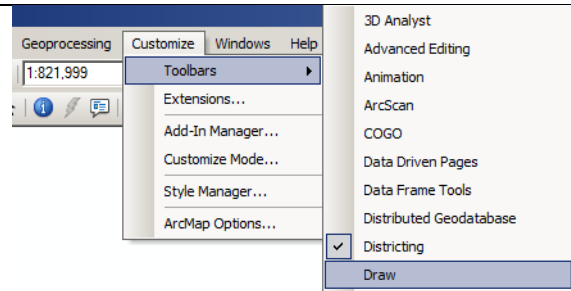 Geoprocessing Customize Windows Help
1:821,999
Toolbars
Extensions...
Add-In Manager...
Customize Mode...
Style Manager...
ArcMap Options...
3D Analyst
Advanced Editing
Animation
ArcScan
COGO
Data Driven Pages
Data Frame Tools
Distributed Geodatabase
Districting
Draw